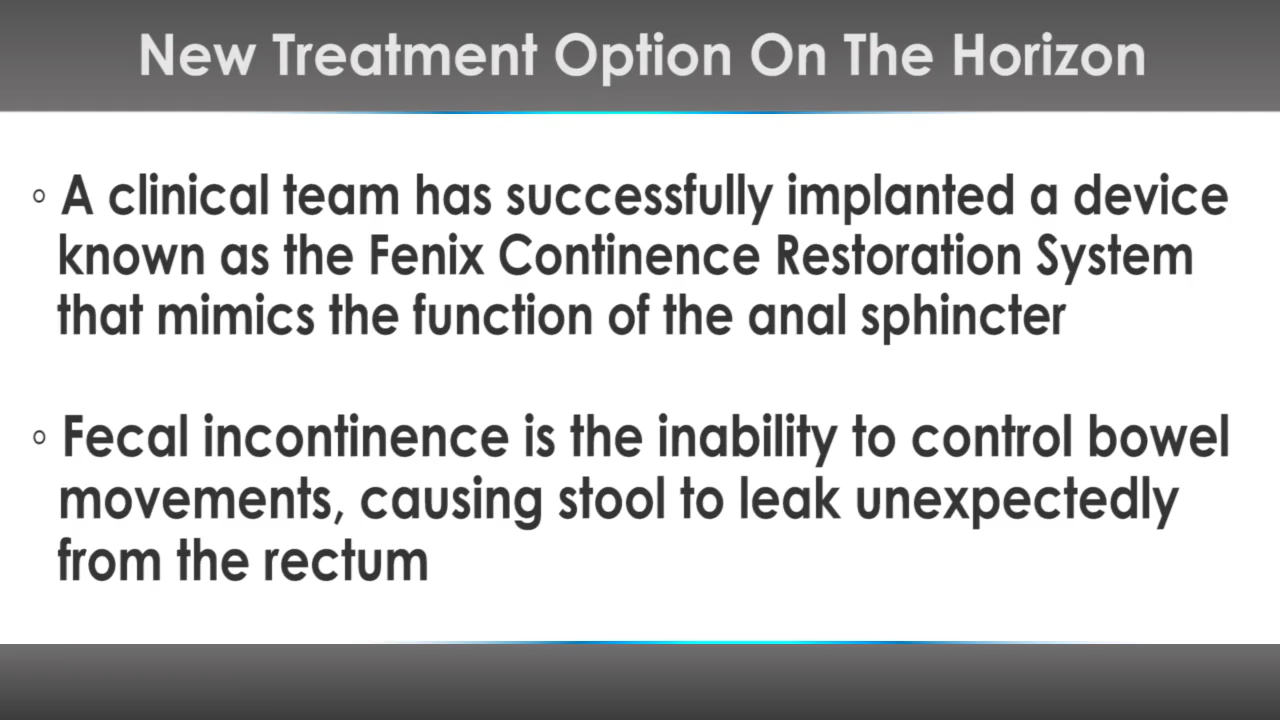 New Treatment Option On The Horizon
◦ A clinical team has successfully implanted a device
known as the Fenix Continence Restoration System
that mimics the function of the anal sphincter
◦ Fecal incontinence is the inability to control bowel
movements, causing stool to leak unexpectedly
from the rectum